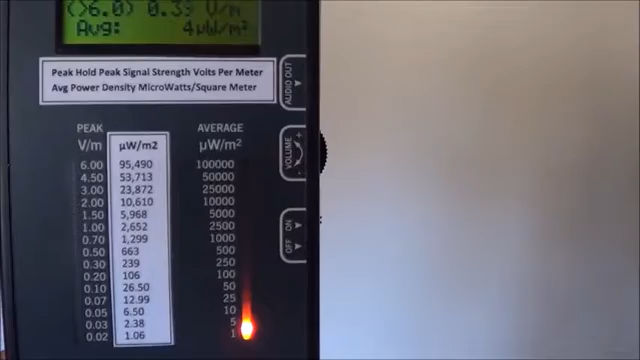 (>6.0) 0.39 V/m
Avg: 4µW/m²
Peak Hold Peak Signal Strength Volts Per Meter
Avg Power Density MicroWatts/Square Meter
AUDIO OUT
PEAK AVERAGE
V/m µW/m2 µW/m²
VOLUME + -
6.00 95,490 100000
4.50 53,713 50000
3.00 23,872 25000
2.00 10,610 10000
1.50 5,968 5000
1.00 2,652 2500
0.70 1,299 1000
OFF ON
0.50 663 500
0.30 239 250
0.20 106 100
0.10 26.50 50
0.07 12.99 25
0.05 6.50 10
0.03 2.38 5
0.02 1.06 1